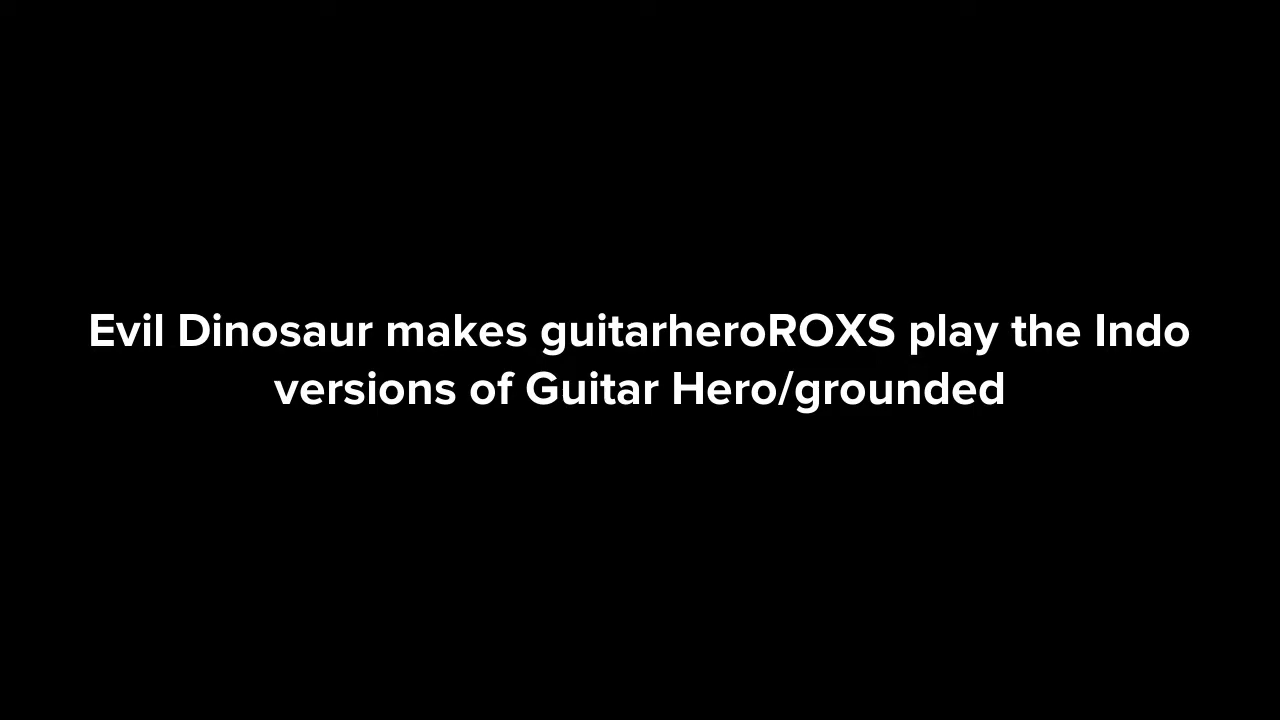 Evil Dinosaur makes guitarheroROXS play the Indo
versions of Guitar Hero/grounded